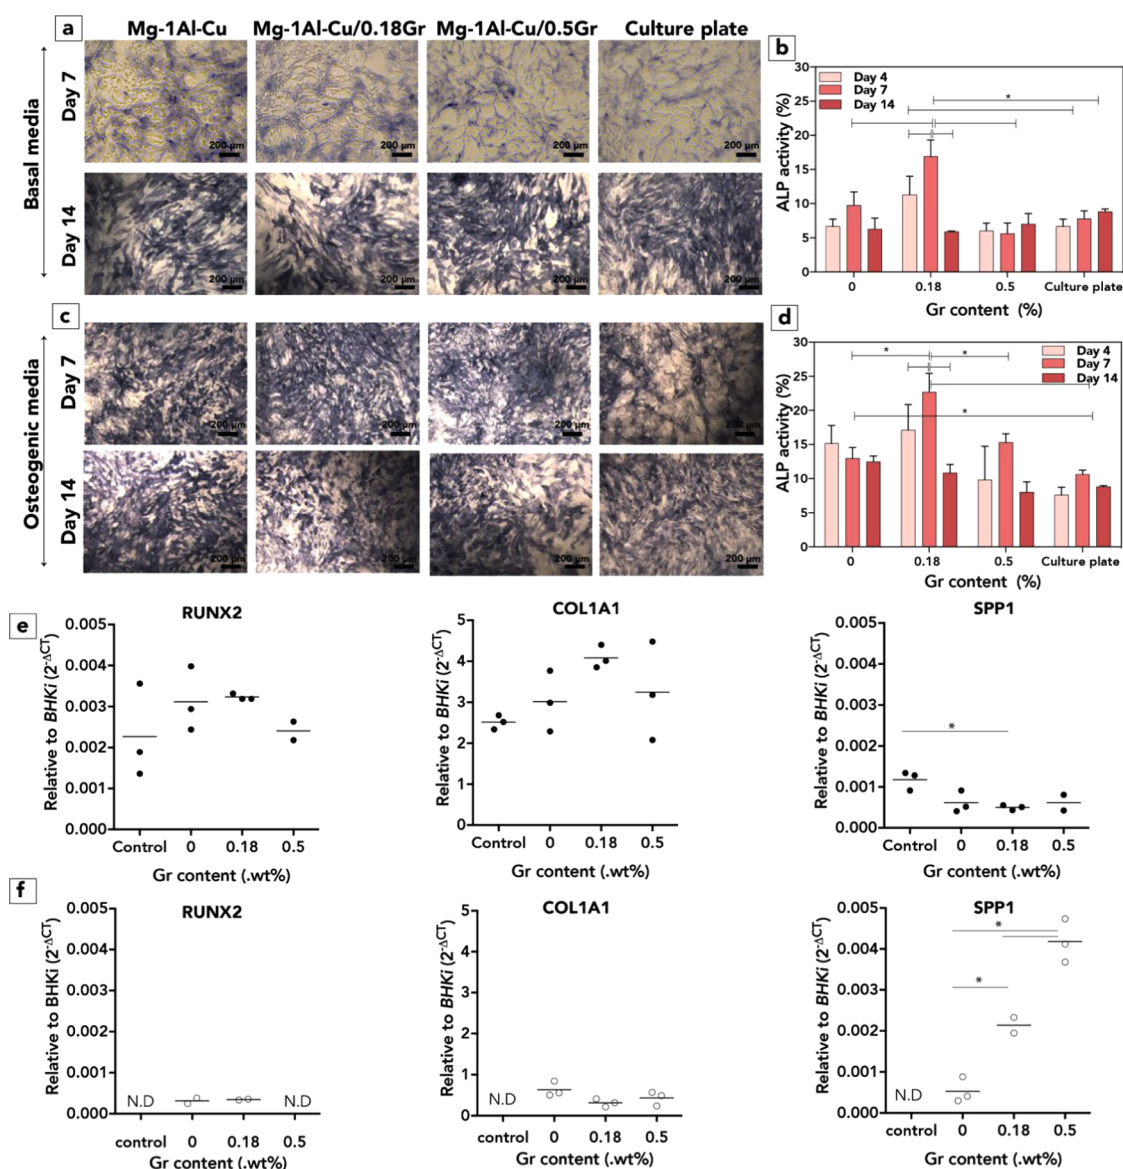 a
Mg-1Al-Cu
Mg-1Al-Cu/0.18Gr
Mg-1Al-Cu/0.5Gr
Culture plate
Basal media
Day 7
200 µm
200 µm
200 µm
200 µm
Day 14
200 µm
200 µm
200 µm
200 µm
b
ALP activity (%)
30
25
20
15
10
5
0
Day 4
Day 7
Day 14
*
0
0.18
0.5
Culture plate
Gr content (%)
c
Osteogenic media
Day 7
200 µm
200 µm
200 µm
200 µm
Day 14
200 µm
200 µm
200 µm
200 µm
d
ALP activity (%)
30
25
20
15
10
5
0
Day 4
Day 7
Day 14
*
*
*
0
0.18
0.5
Culture plate
Gr content (%)
e
RUNX2
Relative to BHKi (2-ΔCT)
0.005
0.004
0.003
0.002
0.001
0.000
Control
0
0.18
0.5
Gr content (.wt%)
COL1A1
Relative to BHKi (2-ΔCT)
5
4
3
2
1
0
Control
0
0.18
0.5
Gr content (.wt%)
SPP1
Relative to BHKi (2-ΔCT)
0.005
0.004
0.003
0.002
0.001
0.000
*
Control
0
0.18
0.5
Gr content (.wt%)
f
RUNX2
Relative to BHKi (2-ΔCT)
0.005
0.004
0.003
0.002
0.001
0.000
N.D
N.D
control
0
0.18
0.5
Gr content (.wt%)
COL1A1
Relative to BHKi (2-ΔCT)
5
4
3
2
1
0
N.D
control
0
0.18
0.5
Gr content (.wt%)
SPP1
Relative to BHKi (2-ΔCT)
0.005
0.004
0.003
0.002
0.001
0.000
*
*
N.D
control
0
0.18
0.5
Gr content (.wt%)